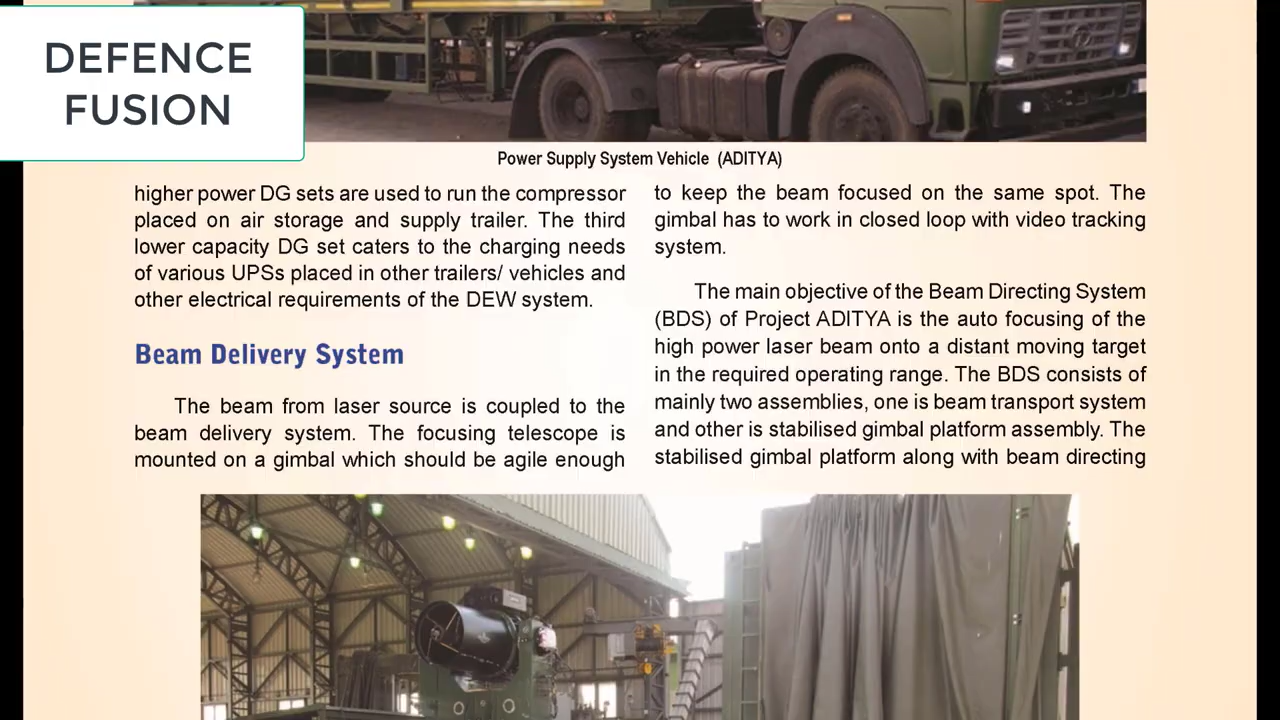 DEFENCE
FUSION
Power Supply System Vehicle (ADITYA)
higher power DG sets are used to run the compressor
placed on air storage and supply trailer. The third
lower capacity DG set caters to the charging needs
of various UPSs placed in other trailers/ vehicles and
other electrical requirements of the DEW system.
Beam Delivery System
The beam from laser source is coupled to the
beam delivery system. The focusing telescope is
mounted on a gimbal which should be agile enough
to keep the beam focused on the same spot. The
gimbal has to work in closed loop with video tracking
system.
The main objective of the Beam Directing System
(BDS) of Project ADITYA is the auto focusing of the
high power laser beam onto a distant moving target
in the required operating range. The BDS consists of
mainly two assemblies, one is beam transport system
and other is stabilised gimbal platform assembly. The
stabilised gimbal platform along with beam directing